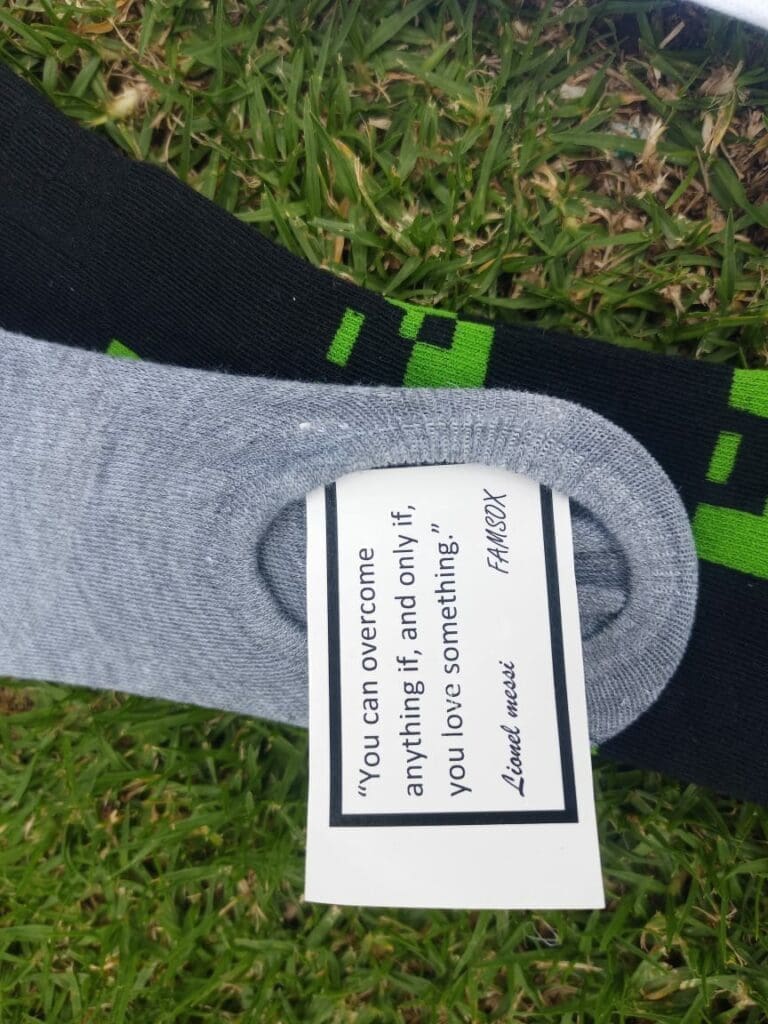 “You can overcome
anything if, and only if,
you love something.”
Lionel messi
FAMSOX